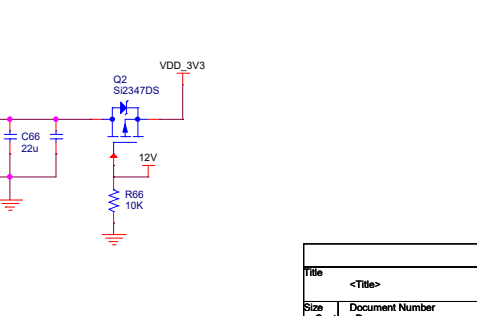 VDD_3V3
Q2
Si2347DS
C66
22u
12V
R66
10K
Title
<Title>
Size
Document Number